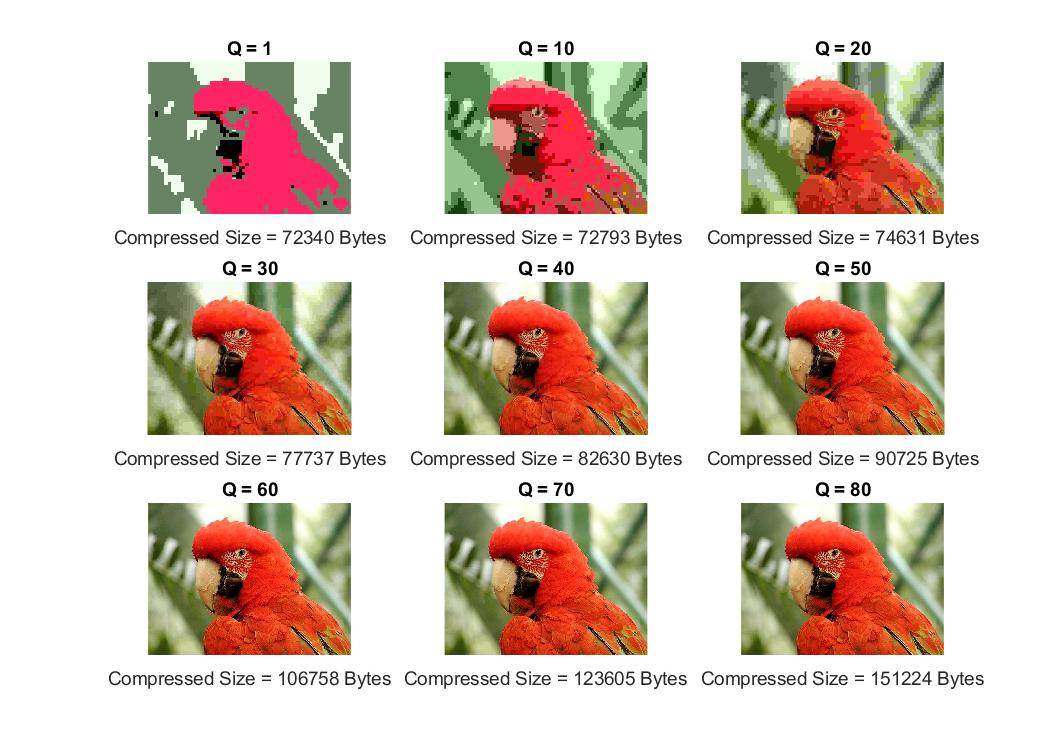 Q = 1
Q = 10
Q = 20
Compressed Size = 72340 Bytes
Compressed Size = 72793 Bytes
Compressed Size = 74631 Bytes
Q = 30
Q = 40
Q = 50
Compressed Size = 77737 Bytes
Compressed Size = 82630 Bytes
Compressed Size = 90725 Bytes
Q = 60
Q = 70
Q = 80
Compressed Size = 106758 Bytes
Compressed Size = 123605 Bytes
Compressed Size = 151224 Bytes